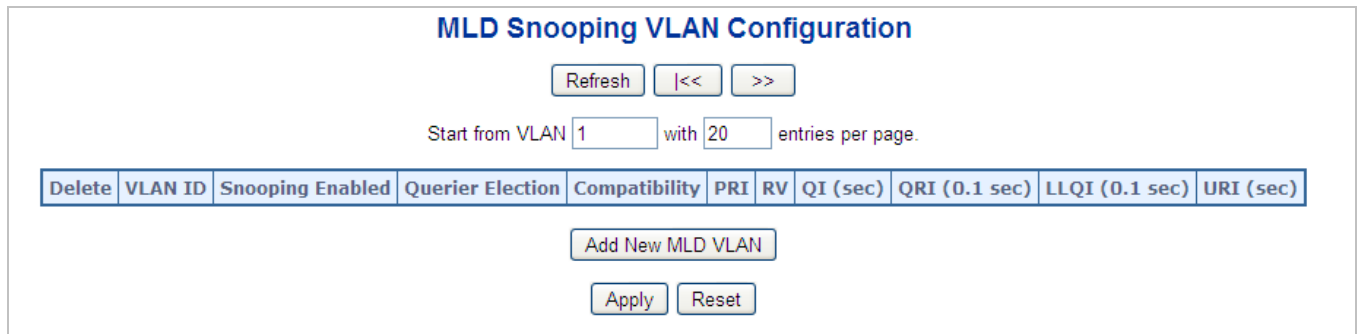 MLD Snooping VLAN Configuration
Refresh |<< >>
Start from VLAN 1 with 20 entries per page.
Delete VLAN ID Snooping Enabled Querier Election Compatibility PRI RV QI (sec) QRI (0.1 sec) LLQI (0.1 sec) URI (sec)
Add New MLD VLAN
Apply Reset